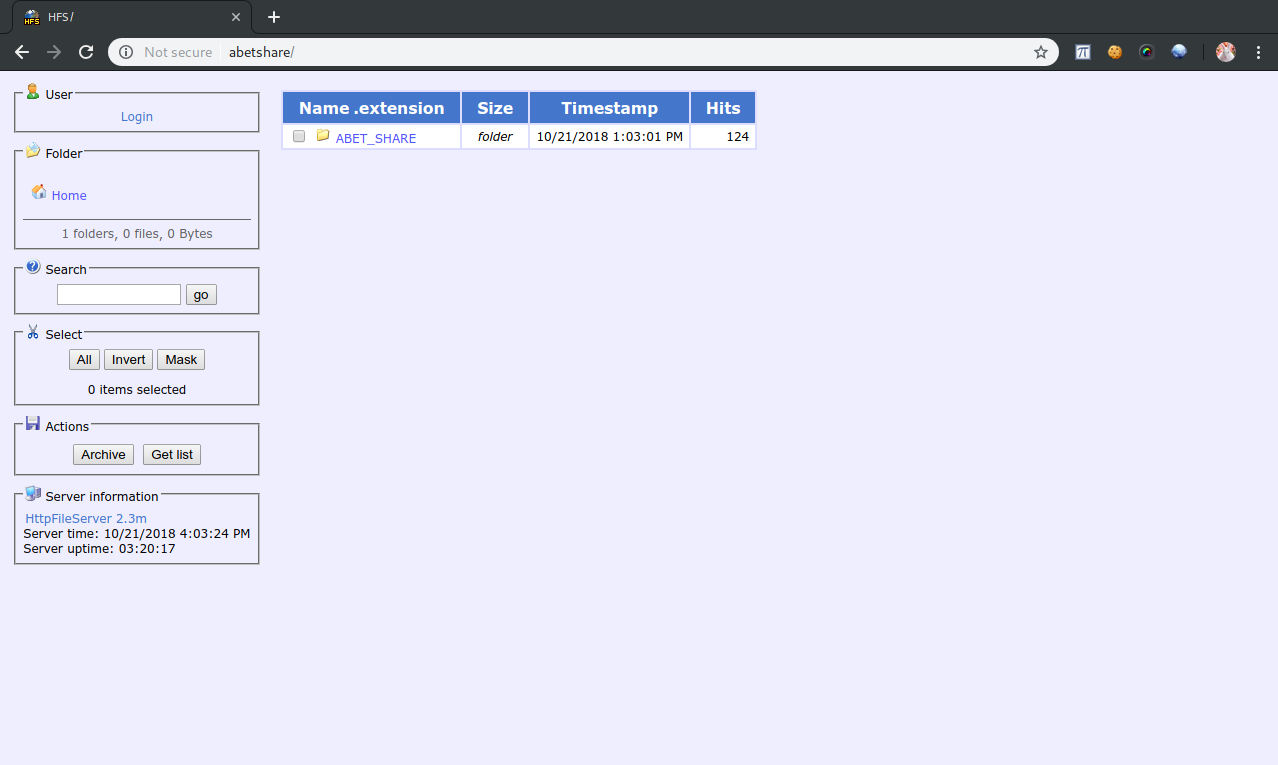 HFS /
Not secure abetshare/
User
Login
Folder
Home
1 folders, 0 files, 0 Bytes
Search
go
Select
All Invert Mask
0 items selected
Actions
Archive Get list
Server information
HttpFileServer 2.3m
Server time: 10/21/2018 4:03:24 PM
Server uptime: 03:20:17
Name .extension Size Timestamp Hits
ABET_SHARE folder 10/21/2018 1:03:01 PM 124